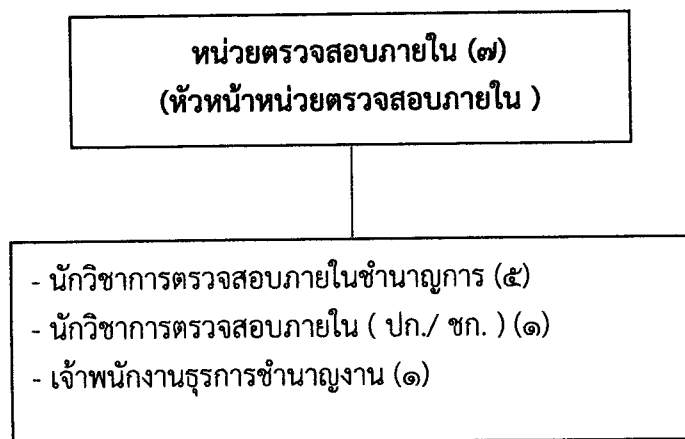 หน่วยตรวจสอบภายใน (๗)
(หัวหน้าหน่วยตรวจสอบภายใน )
- นักวิชาการตรวจสอบภายในชำนาญการ (๕)
- นักวิชาการตรวจสอบภายใน ( ปก./ ชก. ) (๑)
- เจ้าพนักงานธุรการชำนาญงาน (๑)